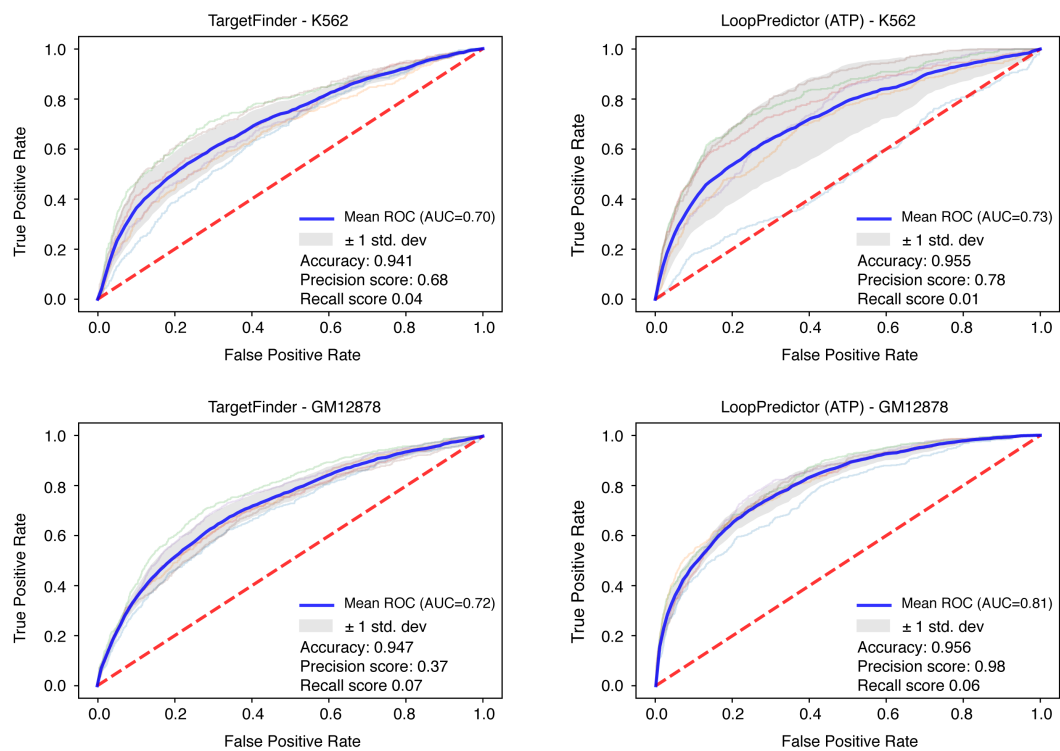 TargetFinder - K562
True Positive Rate
1.0
0.8
0.6
0.4
0.2
0.0
Mean ROC (AUC=0.70)
± 1 std. dev
Accuracy: 0.941
Precision score: 0.68
Recall score 0.04
0.0 0.2 0.4 0.6 0.8 1.0
False Positive Rate
LoopPredictor (ATP) - K562
True Positive Rate
1.0
0.8
0.6
0.4
0.2
0.0
Mean ROC (AUC=0.73)
± 1 std. dev
Accuracy: 0.955
Precision score: 0.78
Recall score 0.01
0.0 0.2 0.4 0.6 0.8 1.0
False Positive Rate
TargetFinder - GM12878
True Positive Rate
1.0
0.8
0.6
0.4
0.2
0.0
Mean ROC (AUC=0.72)
± 1 std. dev
Accuracy: 0.947
Precision score: 0.37
Recall score 0.07
0.0 0.2 0.4 0.6 0.8 1.0
False Positive Rate
LoopPredictor (ATP) - GM12878
True Positive Rate
1.0
0.8
0.6
0.4
0.2
0.0
Mean ROC (AUC=0.81)
± 1 std. dev
Accuracy: 0.956
Precision score: 0.98
Recall score 0.06
0.0 0.2 0.4 0.6 0.8 1.0
False Positive Rate